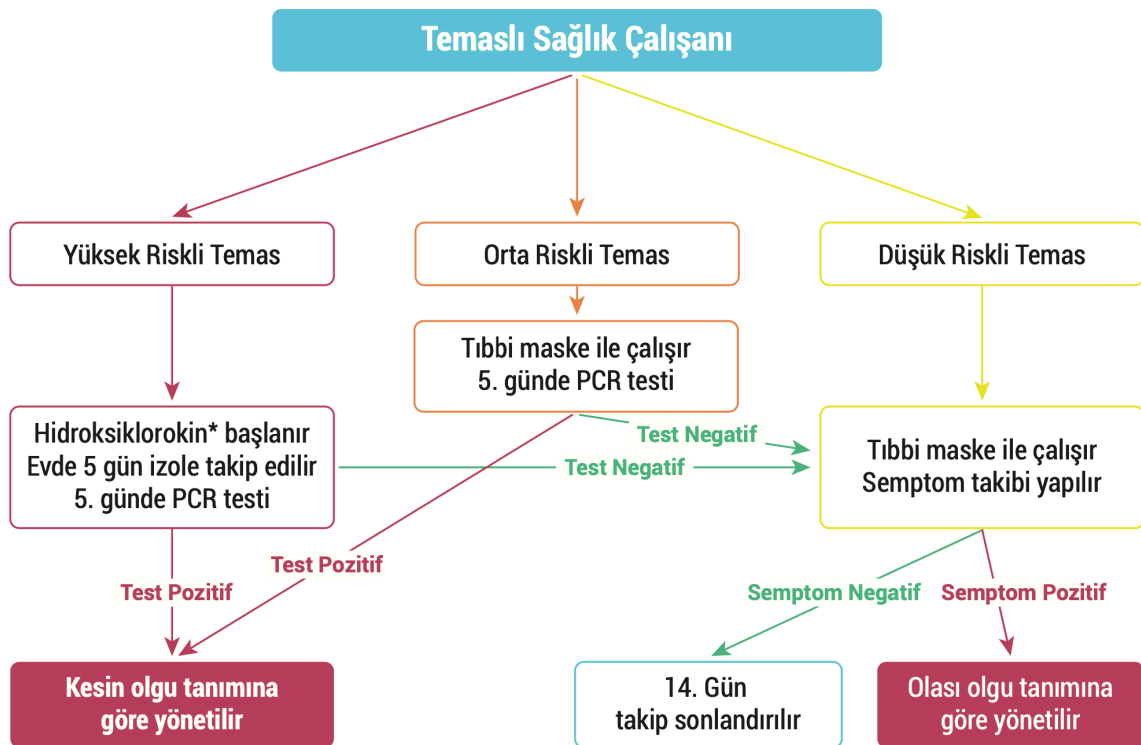 Temaslı Sağlık Çalışanı
Yüksek Riskli Temas
Orta Riskli Temas
Düşük Riskli Temas
Tıbbi maske ile çalışır
5. günde PCR testi
Hidroksiklorokin* başlanır
Evde 5 gün izole takip edilir
5. günde PCR testi
Test Negatif
Test Negatif
Tıbbi maske ile çalışır
Semptom takibi yapılır
Test Pozitif
Test Pozitif
Semptom Negatif
Semptom Pozitif
Kesin olgu tanımına
göre yönetilir
14. Gün
takip sonlandırılır
Olası olgu tanımına
göre yönetilir